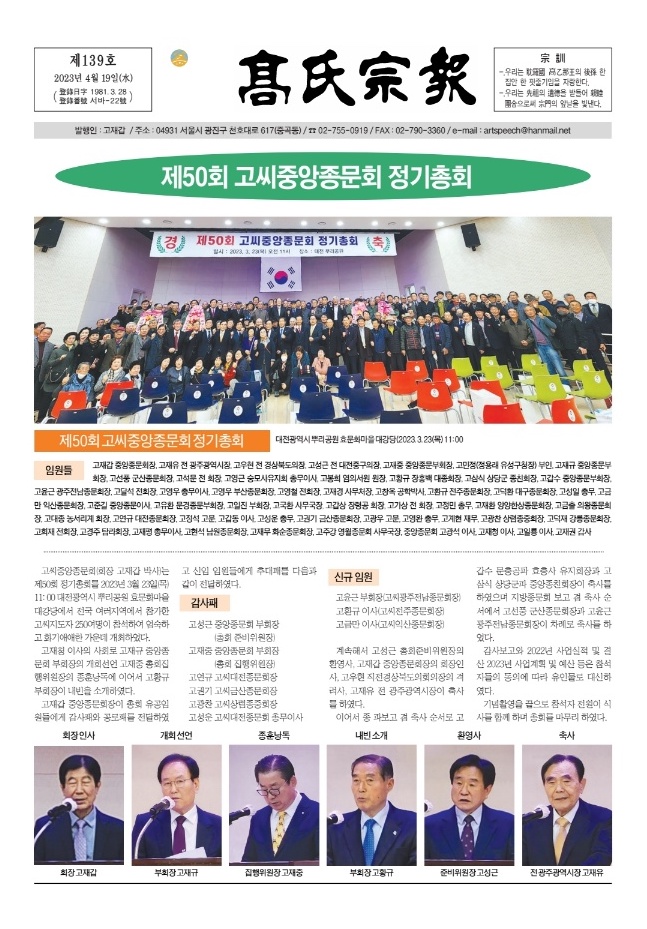 제139호
2023년 4월 19일(水)
登錄日字 1981.3.28
登錄番號 서바-22號
高氏宗報
宗訓
-.우리는 耽羅國 高乙那王의 後孫 한
집안 한 핏줄기임을 자랑한다.
-.우리는 先祖의 遺德을 받들어 親睦
團合으로써 宗門의 앞날을 빛낸다.
발행인 : 고재갑 / 주소 : 04931 서울시 광진구 천호대로 617(중곡동) / ☎ 02-755-0919 / FAX : 02-790-3360 / e-mail : artspeech@hanmail.net
제50회 고씨중앙종문회 정기총회
경 제50회 고씨중앙종문회 정기총회 축
일시 : 2023. 3. 23(목) 오전 11시 장소 : 대전 뿌리공원
제50회 고씨중앙종문회 정기총회 대전광역시 뿌리공원 효문화마을 대강당(2023.3.23(목) 11:00
임원들
고재갑 중앙종문회장, 고재유 전 광주광역시장, 고우현 전 경상북도의장, 고성근 전 대전중구의장, 고재중 중앙종문부회장, 고민정(정용래 유성구청장) 부인, 고재규 중앙종문부
회장, 고선풍 군산종문회장, 고석문 전 회장, 고영근 승모사유지회 총무이사, 고봉희 염의서원 원장, 고황규 장흥백 대종회장, 고삼식 상당군 종친회장, 고갑수 중앙종문부회장,
고윤근 광주전남종문회장, 고달석 전회장, 고영우 총무이사, 고영우 부산종문회장, 고영철 전회장, 고재경 사무처장, 고창옥 공학박사, 고환규 전주종문회장, 고덕환 대구종문회장, 고성일 총무, 고금
만 익산종문회장, 고준길 중앙종문이사, 고유환 문경종문부회장, 고일진 부회장, 고국환 사무국장, 고갑상 창평공 회장, 고기상 전 회장, 고정민 총무, 고재환 양양한상종문회장, 고금출 의왕종문회
장, 고대종 농서리계 회장, 고연규 대전종문회장, 고정석 고문, 고갑동 이사, 고성운 총무, 고권기 금산종문회장, 고광우 고문, 고영완 총무, 고계현 재무, 고광찬 상렴종중회장, 고덕재 강릉종문회장,
고회재 전회장, 고경주 담라회장, 고재평 총무이사, 고현석 남원종문회장, 고재무 화순종문회장, 고주강 영월종문회 사무국장, 중앙종문회 고광석 이사, 고재청 이사, 고일룡 이사, 고재권 감사
고씨중앙종문회(회장 고재갑 박사)는
제50회 정기총회를 2023년 3월 23일(목)
11: 00 대전광역시 뿌리공원 효문화마을
대강당에서 전국 여러지역에서 참가한
고씨지도자 250여명이 참석하여 엄숙하
고 화기애애한 가운데 개최하였다.
고재청 이사의 사회로 고재규 중앙종
문회 부회장의 개회선언 고재중 총회집
행위원장의 종훈낭독에 이어서 고황규
부회장이 내빈을 소개하였다.
고재갑 중앙종문회장이 총회 유공임
원들에게 감사패와 공로패를 전달하였
고 신임 임원들에게 추대패를 다음과
같이 전달하였다.
감사패
고성근 중앙종문회 부회장
(총회 준비위원장)
고재중 중앙종문회 부회장
(총회 집행위원장)
고연규 고씨대전종문회장
고권기 고씨금산종문회장
고광찬 고씨상렴종중회장
고성운 고씨대전종문회 총무이사
신규 임원
고윤근 부회장(고씨광주전남종문회장)
고환규 이사(고씨전주종문회장)
고금만 이사(고씨익산종문회장)
계속해서 고성근 총회준비위원장의
환영사, 고재갑 중앙종문회장의 회장인
사, 고우현 직전경상북도의회의장의 격
려사, 고재유 전 광주광역시장이 축사
를 하였다.
이어서 종 파보고 겸 축사 순서로 고
갑수 문충공파 효충사 유지회장과 고
삼식 상당군파 중앙종친회장이 축사를
하였으며 지방종문회 보고 겸 축사 순
서에서 고선풍 군산종문회장과 고윤근
광주전남종문회장이 차례로 축사를 하
였다.
감사보고와 2022년 사업실적 및 결
산 2023년 사업계획 및 예산 등은 참석
자들의 동의에 따라 유인물로 대신하
였다.
기념촬영을 끝으로 참석자 전원이 식
사를 함께 하며 총회를 마무리 하였다.
회장 인사 개회 선언 종훈낭독 내빈 소개 환영사 축사
회장 고재갑 부회장 고재규 집행위원장 고재중 부회장 고황규 준비위원장 고성근 전 광주광역시장 고재유